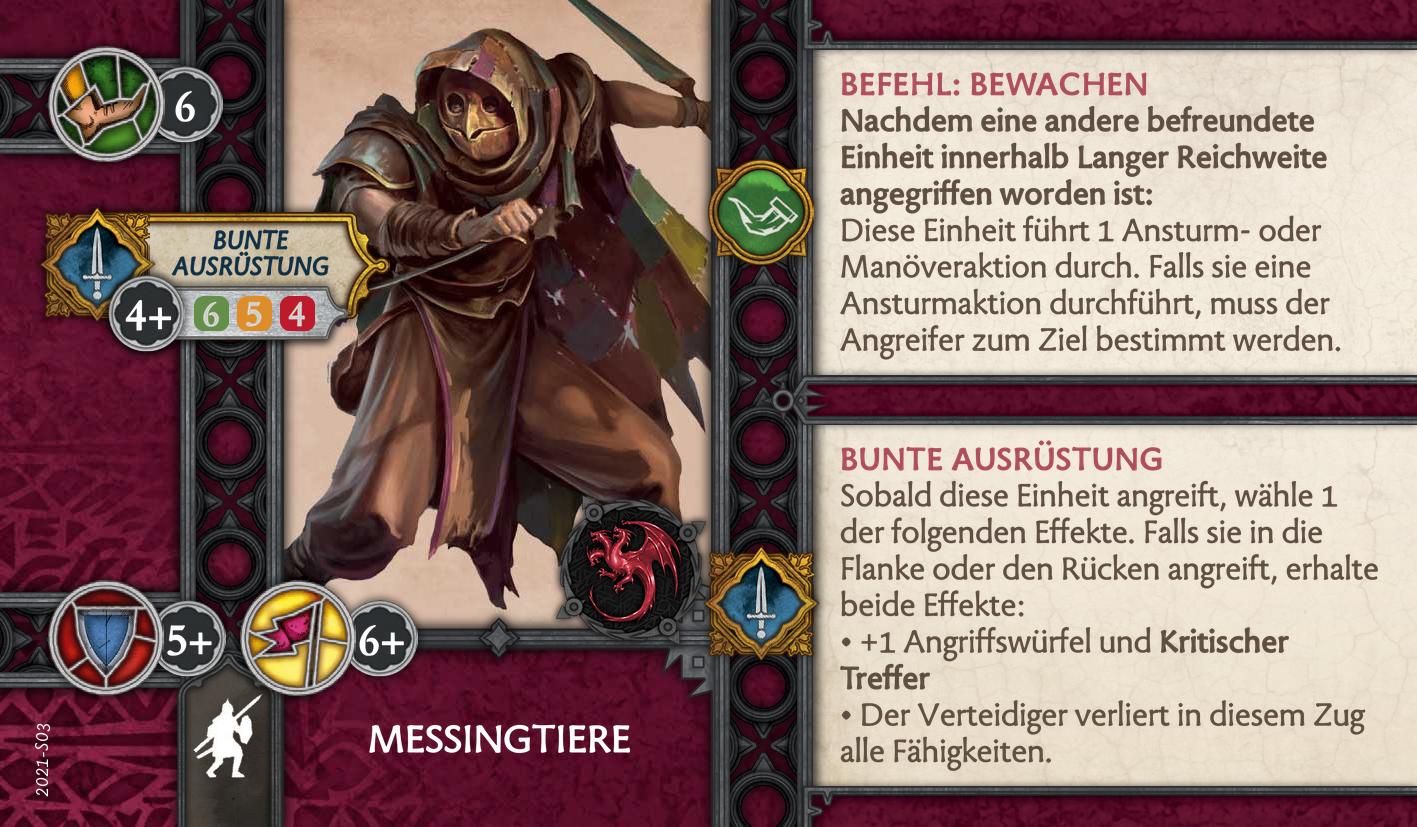 6
BUNTE
AUSRÜSTUNG
4+ 6 5 4
5+ 6+
MESSINGTIERE
2021-S03
BEFEHL: BEWACHEN
Nachdem eine andere befreundete
Einheit innerhalb Langer Reichweite
angegriffen worden ist:
Diese Einheit führt 1 Ansturm- oder
Manöveraktion durch. Falls sie eine
Ansturmaktion durchführt, muss der
Angreifer zum Ziel bestimmt werden.
BUNTE AUSRÜSTUNG
Sobald diese Einheit angreift, wähle 1
der folgenden Effekte. Falls sie in die
Flanke oder den Rücken angreift, erhalte
beide Effekte:
• +1 Angriffswürfel und Kritischer
Treffer
• Der Verteidiger verliert in diesem Zug
alle Fähigkeiten.